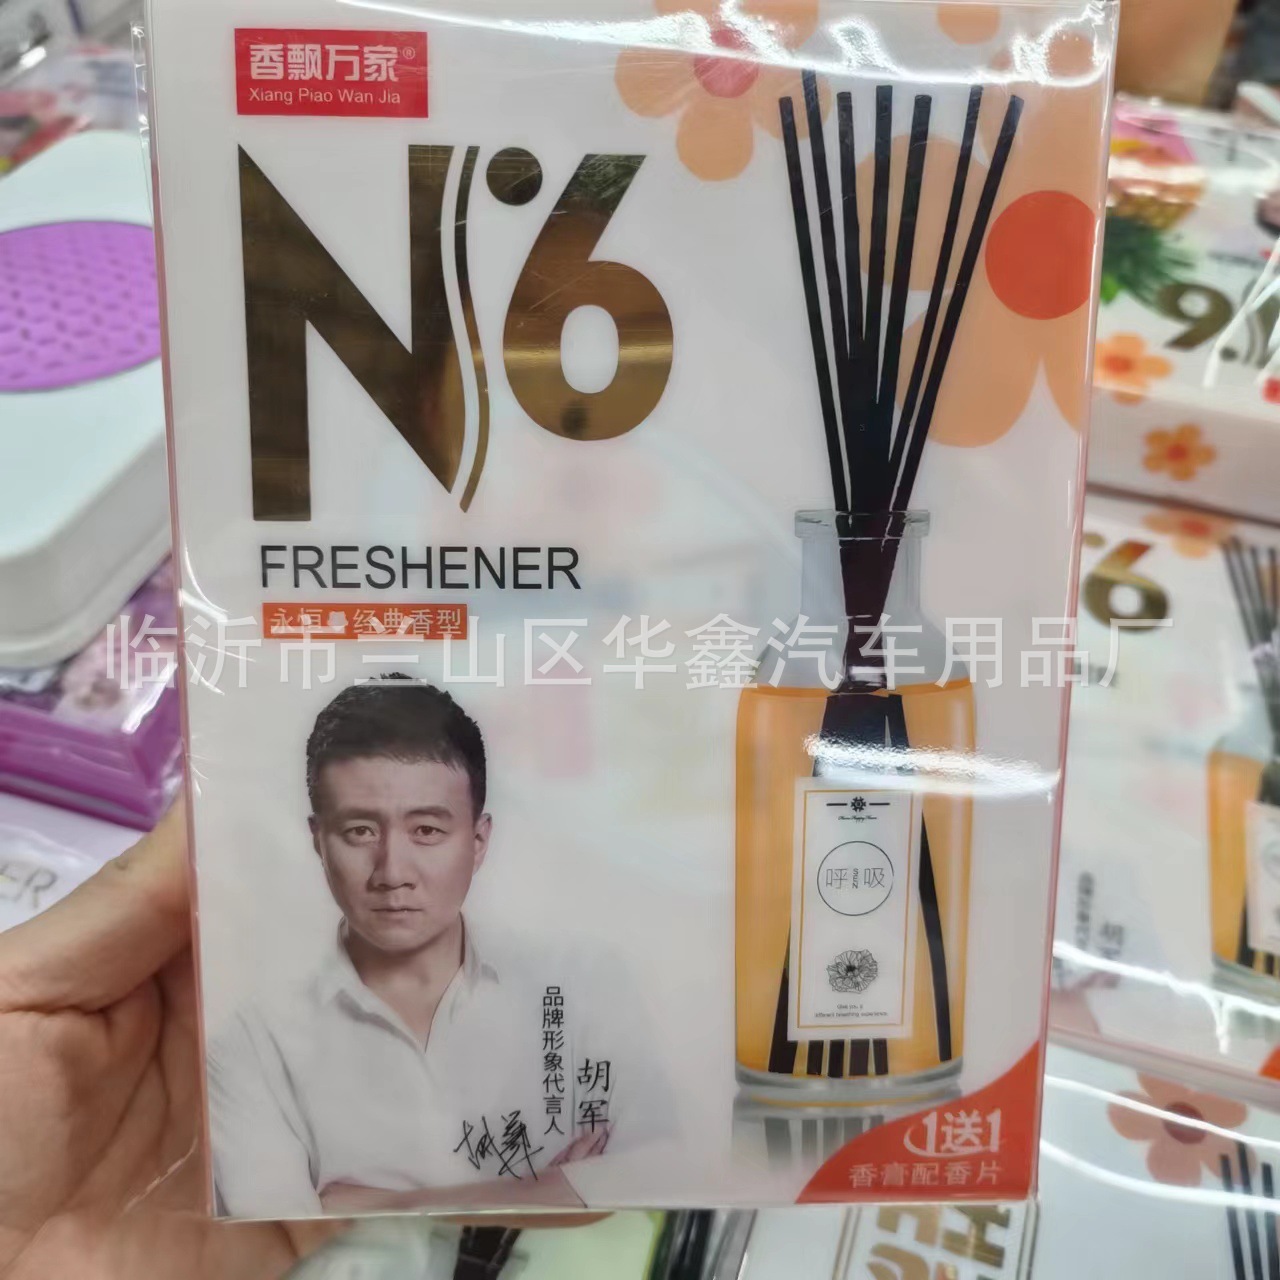 香飘万家®
Xiang Piao Wan Jia
N°6
FRESHENER
永恒 经典香型
临沂市兰山区华鑫汽车用品厂
呼吸
品牌形象代言人
胡军
1送1
香膏配香片